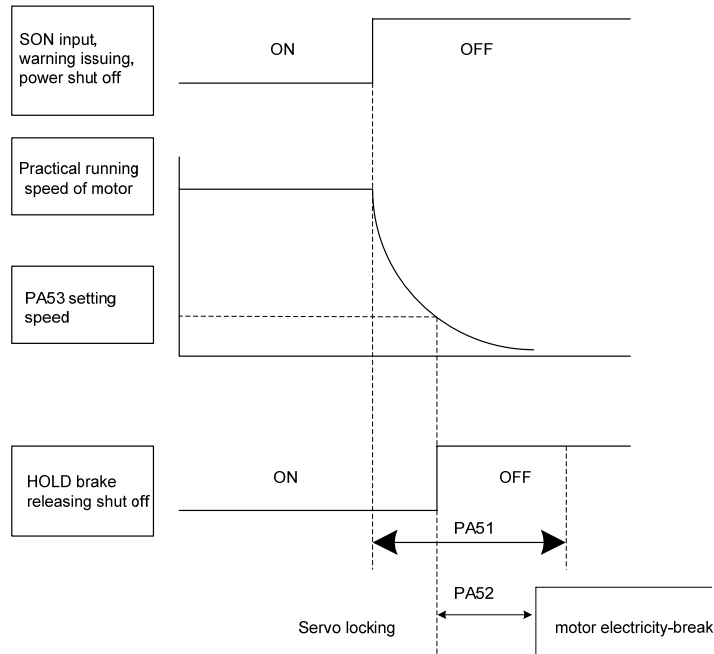 SON input,
warning issuing,
power shut off
ON
OFF
Practical running
speed of motor
PA53 setting
speed
HOLD brake
releasing shut off
ON
OFF
PA51
PA52
Servo locking
motor electricity-break